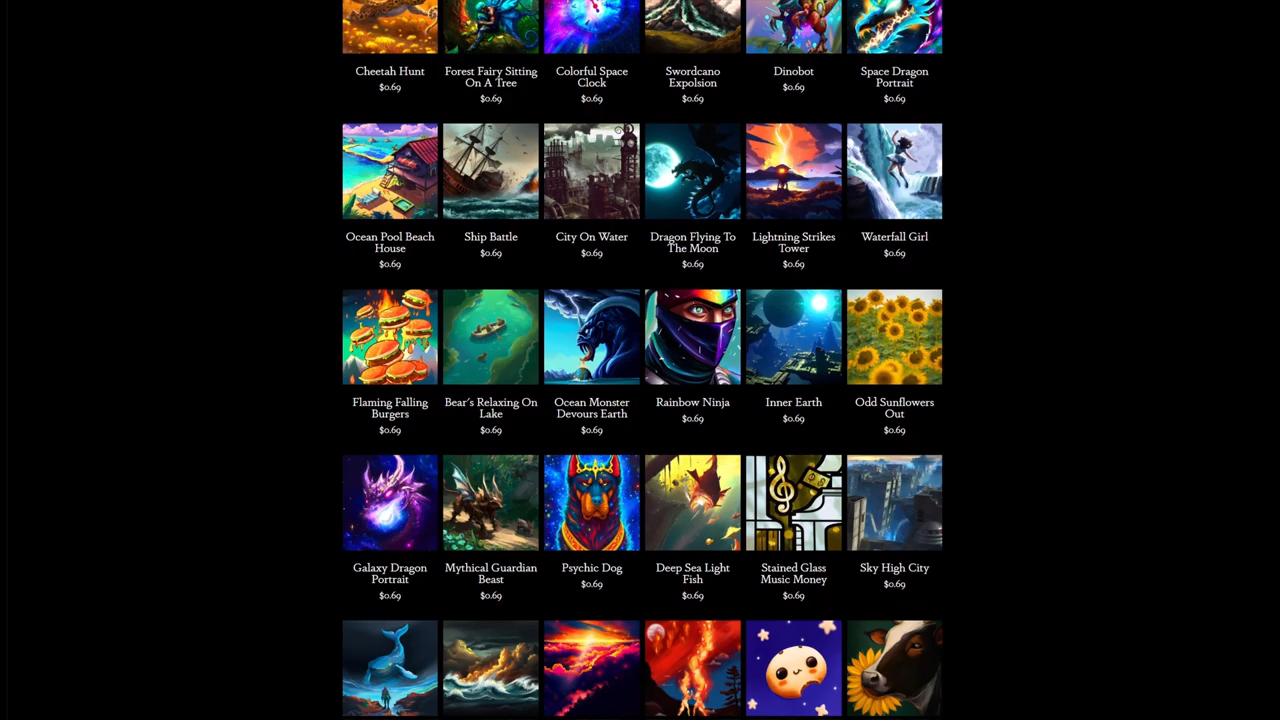 Cheetah Hunt
$0.69
Forest Fairy Sitting
On A Tree
$0.69
Colorful Space
Clock
$0.69
Swordcano
Expolsion
$0.69
Dinobot
$0.69
Space Dragon
Portrait
$0.69
Ocean Pool Beach
House
$0.69
Ship Battle
$0.69
City On Water
$0.69
Dragon Flying To
The Moon
$0.69
Lightning Strikes
Tower
$0.69
Waterfall Girl
$0.69
Flaming Falling
Burgers
$0.69
Bear's Relaxing On
Lake
$0.69
Ocean Monster
Devours Earth
$0.69
Rainbow Ninja
$0.69
Inner Earth
$0.69
Odd Sunflowers
Out
$0.69
Galaxy Dragon
Portrait
$0.69
Mythical Guardian
Beast
$0.69
Psychic Dog
$0.69
Deep Sea Light
Fish
$0.69
Stained Glass
Music Money
$0.69
Sky High City
$0.69